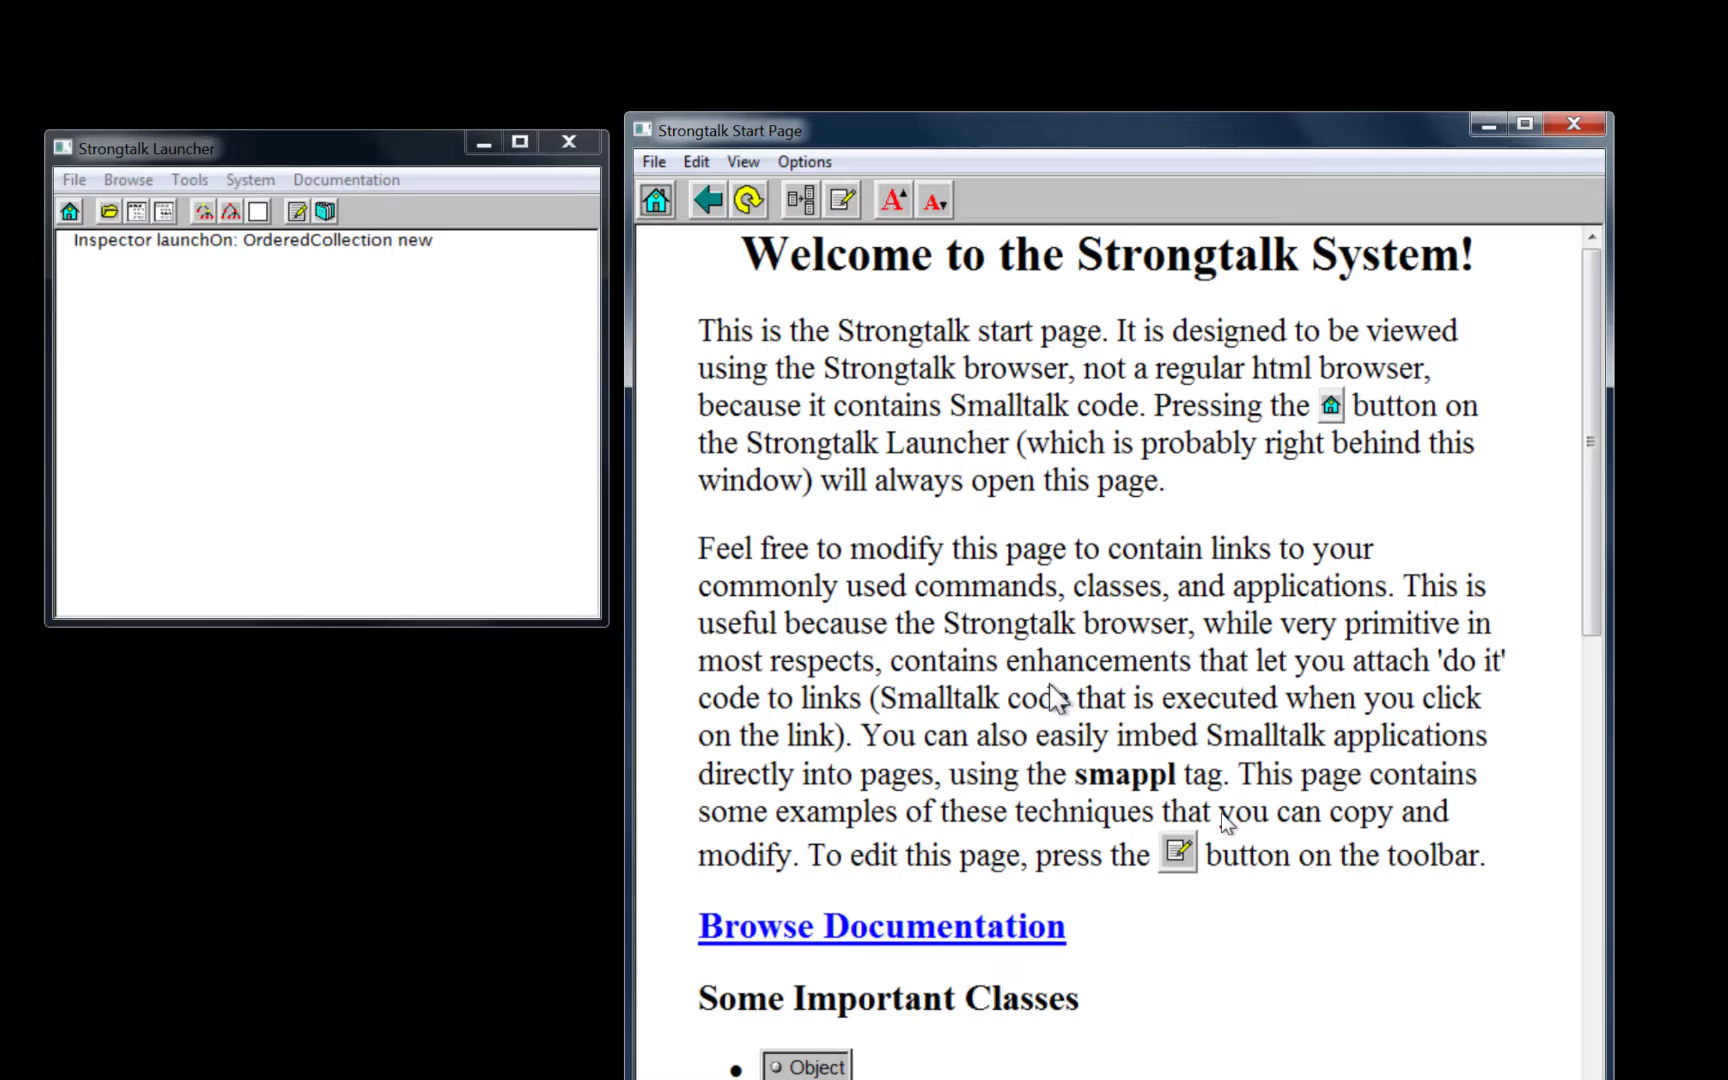 Strongtalk Launcher
File Browse Tools System Documentation
Inspector launchOn: OrderedCollection new
Strongtalk Start Page
File Edit View Options
A A
Welcome to the Strongtalk System!
This is the Strongtalk start page. It is designed to be viewed
using the Strongtalk browser, not a regular html browser,
because it contains Smalltalk code. Pressing the button on
the Strongtalk Launcher (which is probably right behind this
window) will always open this page.
Feel free to modify this page to contain links to your
commonly used commands, classes, and applications. This is
useful because the Strongtalk browser, while very primitive in
most respects, contains enhancements that let you attach 'do it'
code to links (Smalltalk code that is executed when you click
on the link). You can also easily imbed Smalltalk applications
directly into pages, using the smappl tag. This page contains
some examples of these techniques that you can copy and
modify. To edit this page, press the button on the toolbar.
Browse Documentation
Some Important Classes
Object